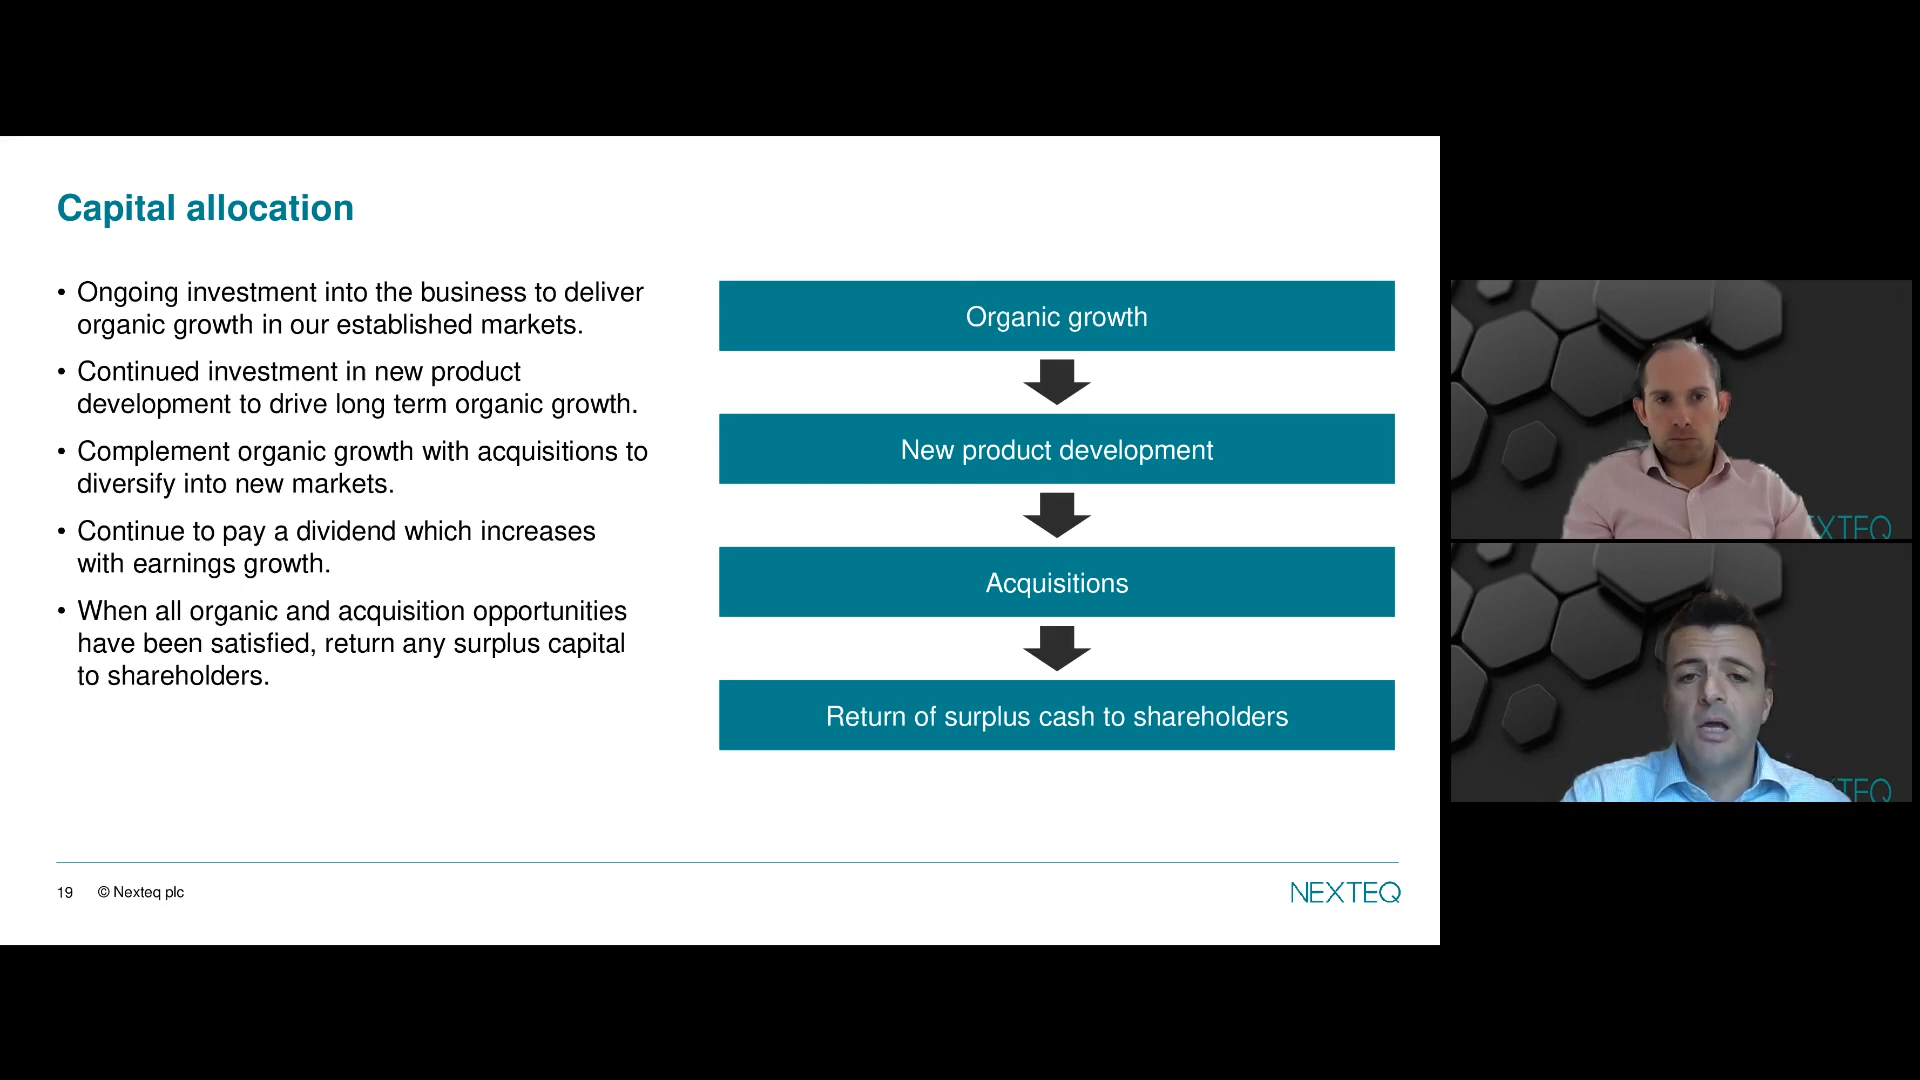 Capital allocation
• Ongoing investment into the business to deliver
organic growth in our established markets.
• Continued investment in new product
development to drive long term organic growth.
• Complement organic growth with acquisitions to
diversify into new markets.
• Continue to pay a dividend which increases
with earnings growth.
• When all organic and acquisition opportunities
have been satisfied, return any surplus capital
to shareholders.
Organic growth
New product development
Acquisitions
Return of surplus cash to shareholders
19 © Nexteq plc
NEXTEQ
XTEQ
TEQ